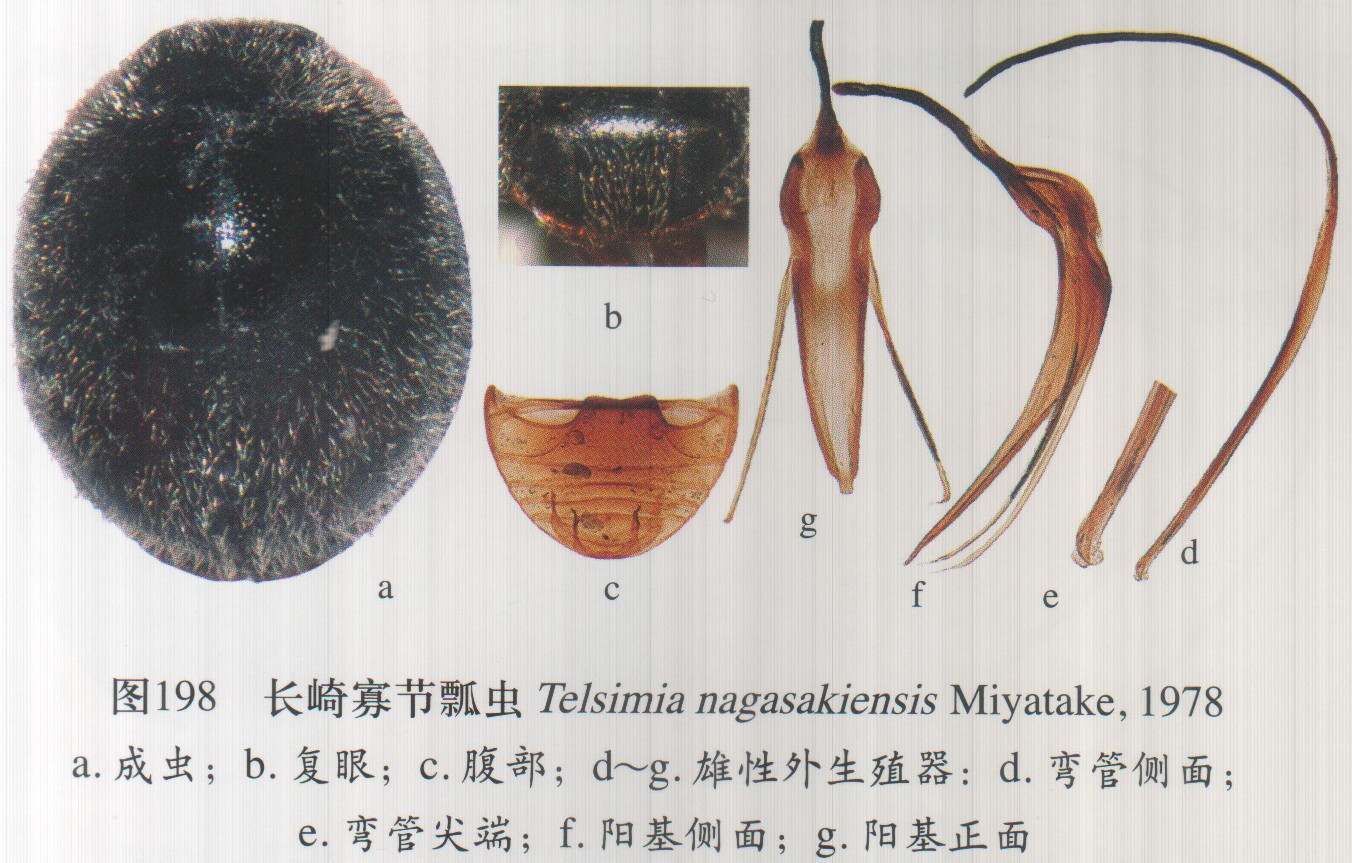 b
g
a
c
f
e
d
图198 长崎寡节瓢虫 Telsimia nagasakiensis Miyatake, 1978
a. 成虫；b. 复眼；c. 腹部；d～g. 雄性外生殖器：d. 弯管侧面；
e. 弯管尖端；f. 阳基侧面；g. 阳基正面